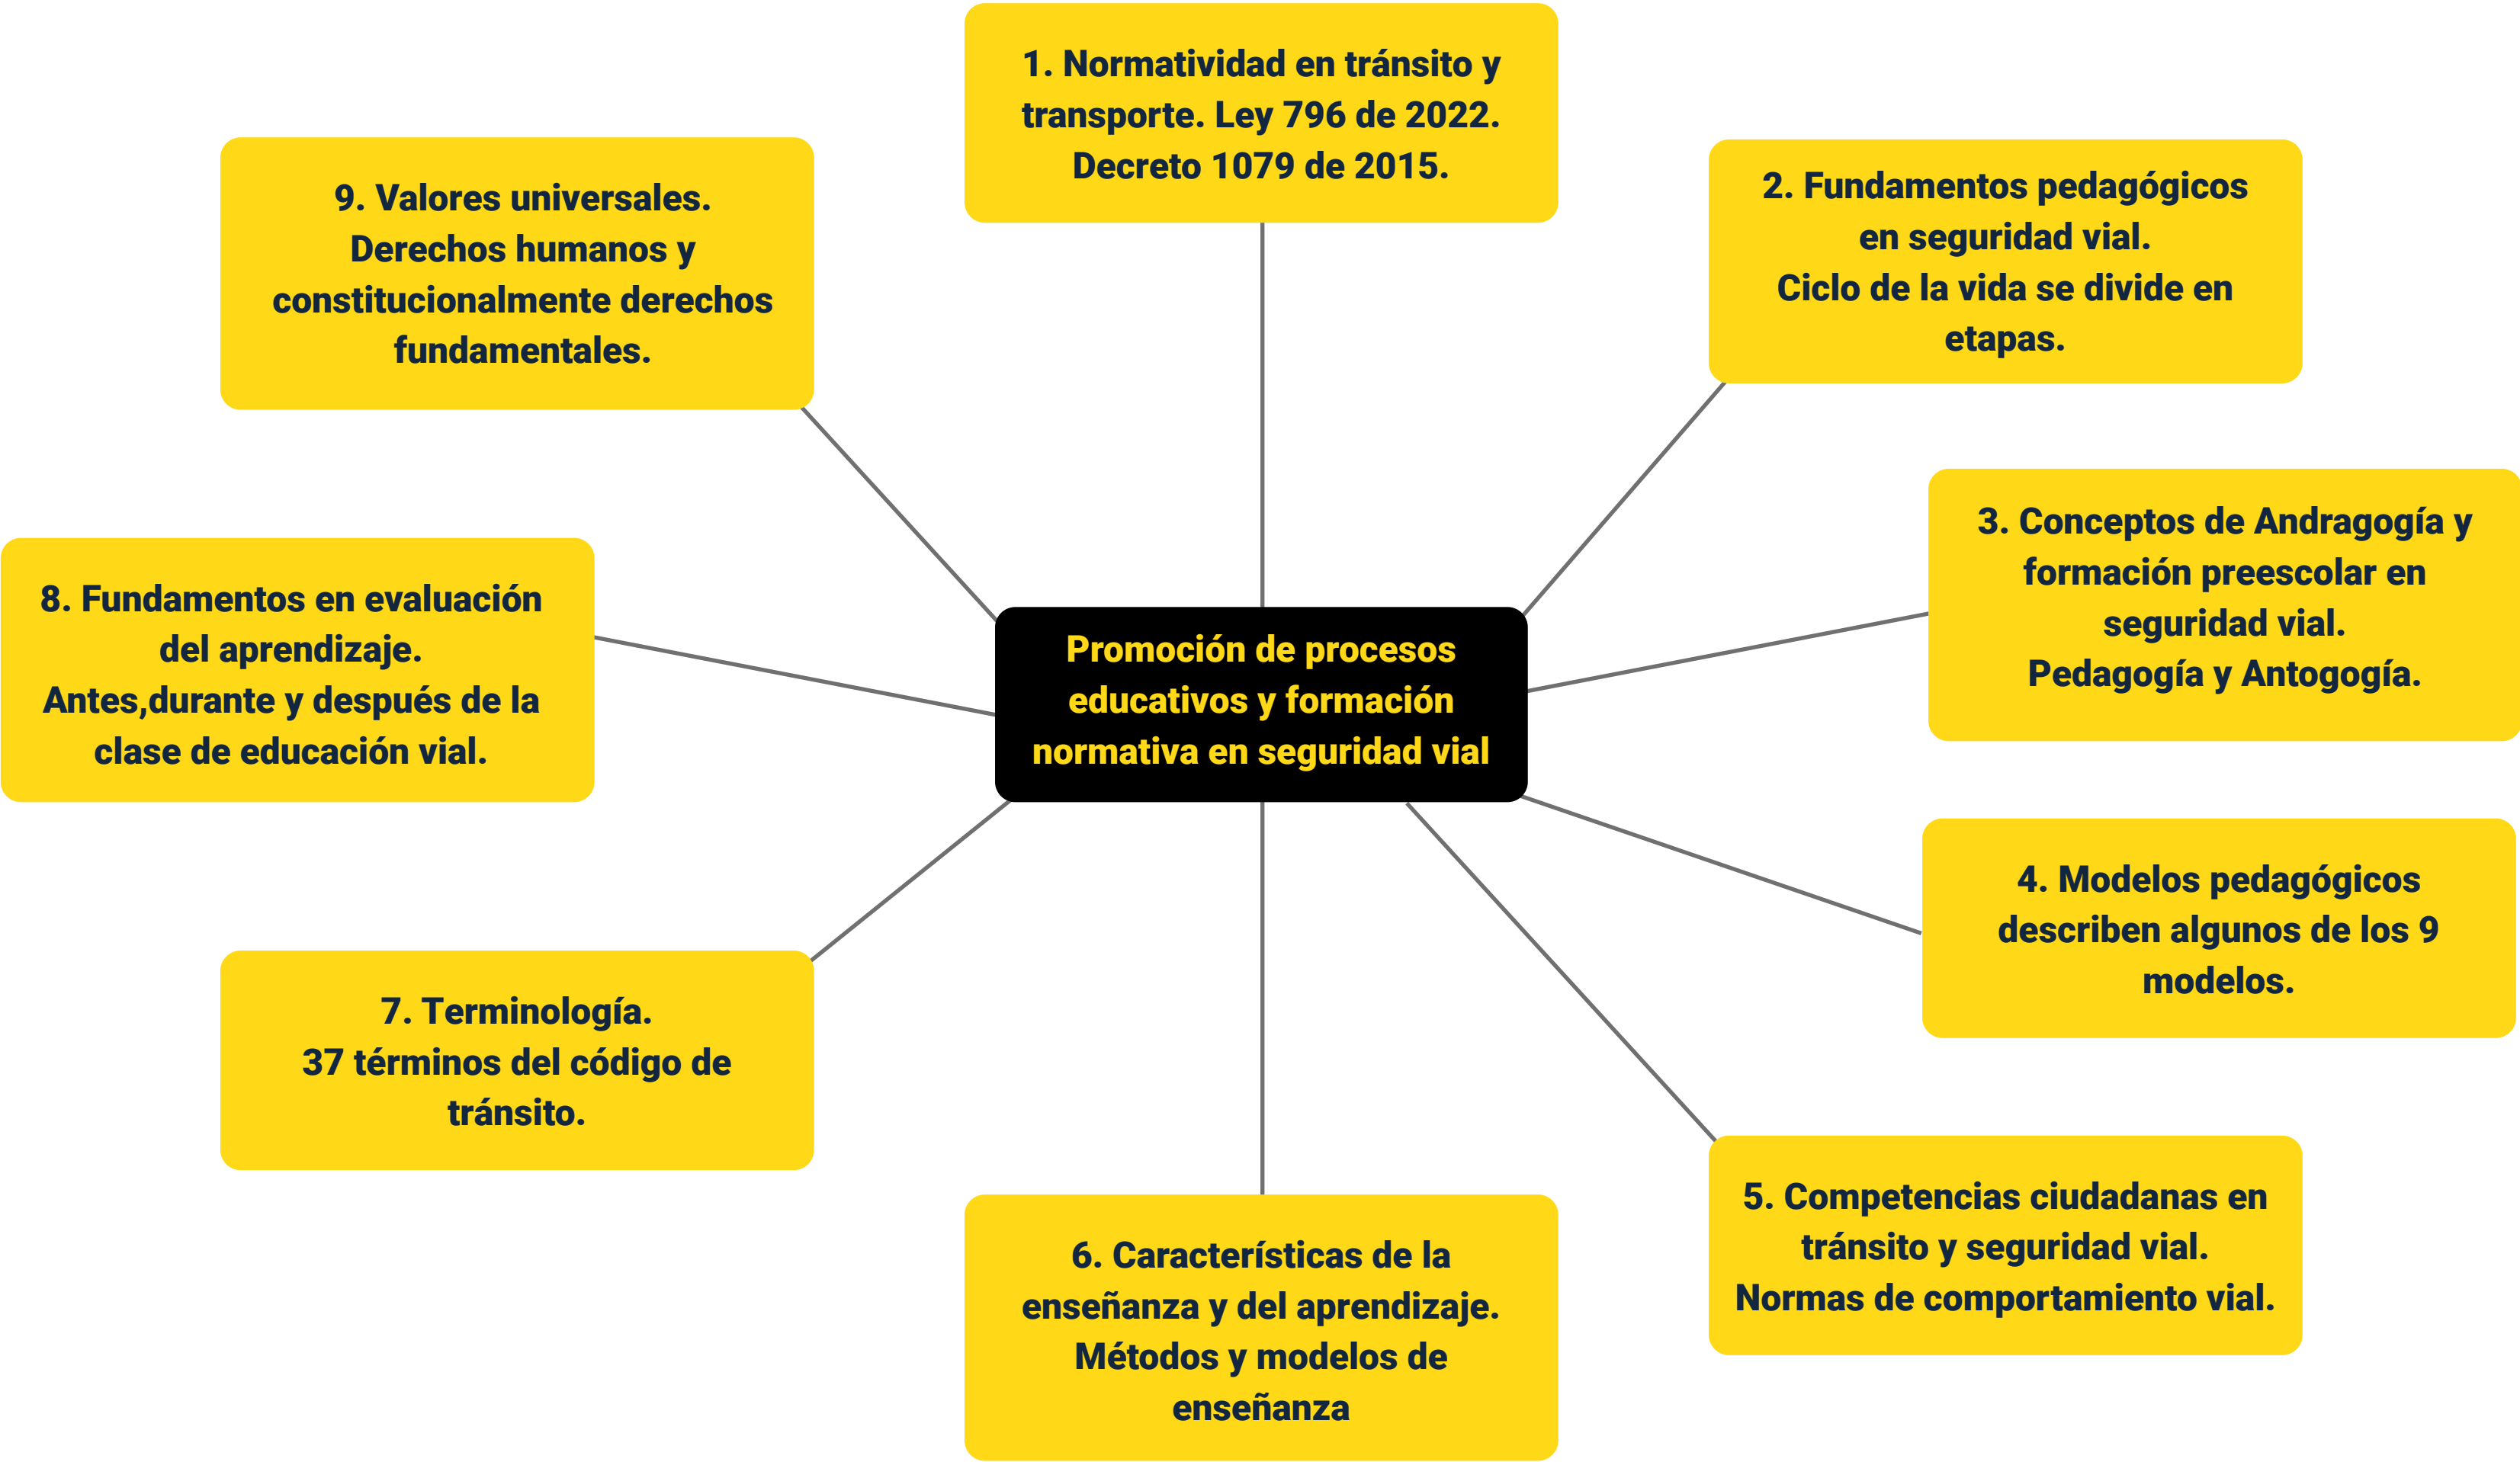 1. Normatividad en tránsito y
transporte. Ley 796 de 2022.
Decreto 1079 de 2015.
2. Fundamentos pedagógicos
en seguridad vial.
Ciclo de la vida se divide en
etapas.
3. Conceptos de Andragogía y
formación preescolar en
seguridad vial.
Pedagogía y Antogogía.
4. Modelos pedagógicos
describen algunos de los 9
modelos.
5. Competencias ciudadanas en
tránsito y seguridad vial.
Normas de comportamiento vial.
6. Características de la
enseñanza y del aprendizaje.
Métodos y modelos de
enseñanza
7. Terminología.
37 términos del código de
tránsito.
8. Fundamentos en evaluación
del aprendizaje.
Antes,durante y después de la
clase de educación vial.
9. Valores universales.
Derechos humanos y
constitucionalmente derechos
fundamentales.
Promoción de procesos
educativos y formación
normativa en seguridad vial